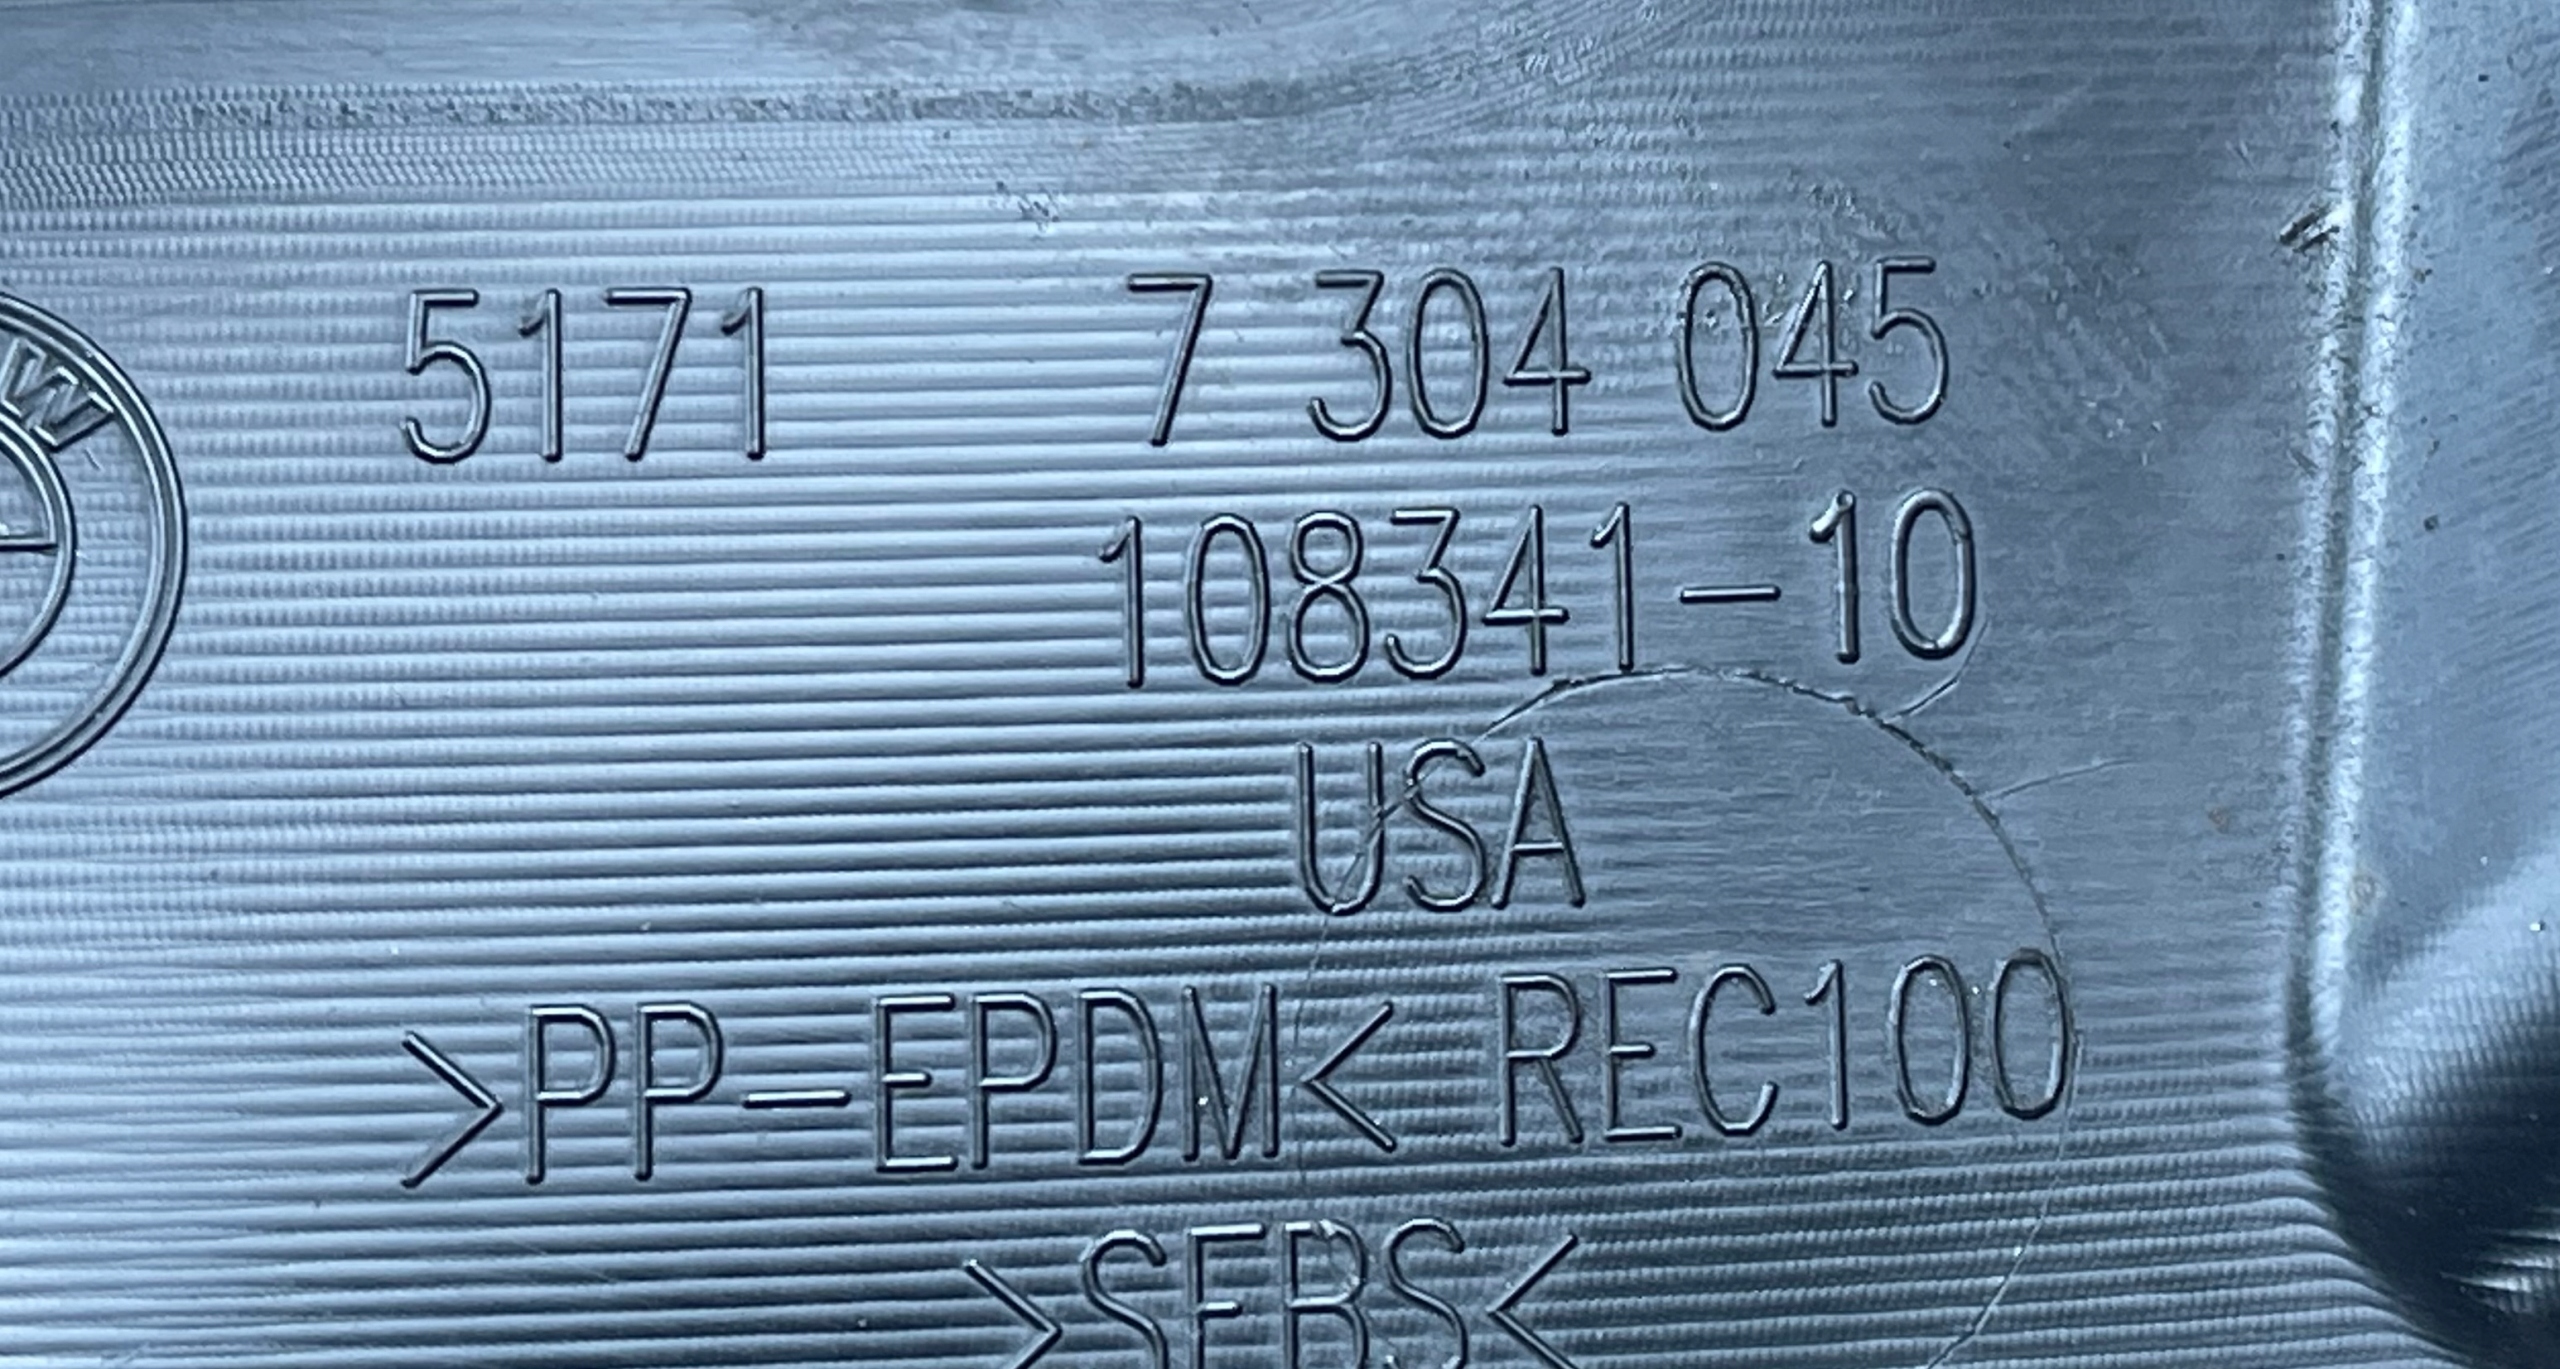 W
5171 7 304 045
108341-10
USA
>PP-EPDM< REC100
>SEBS<